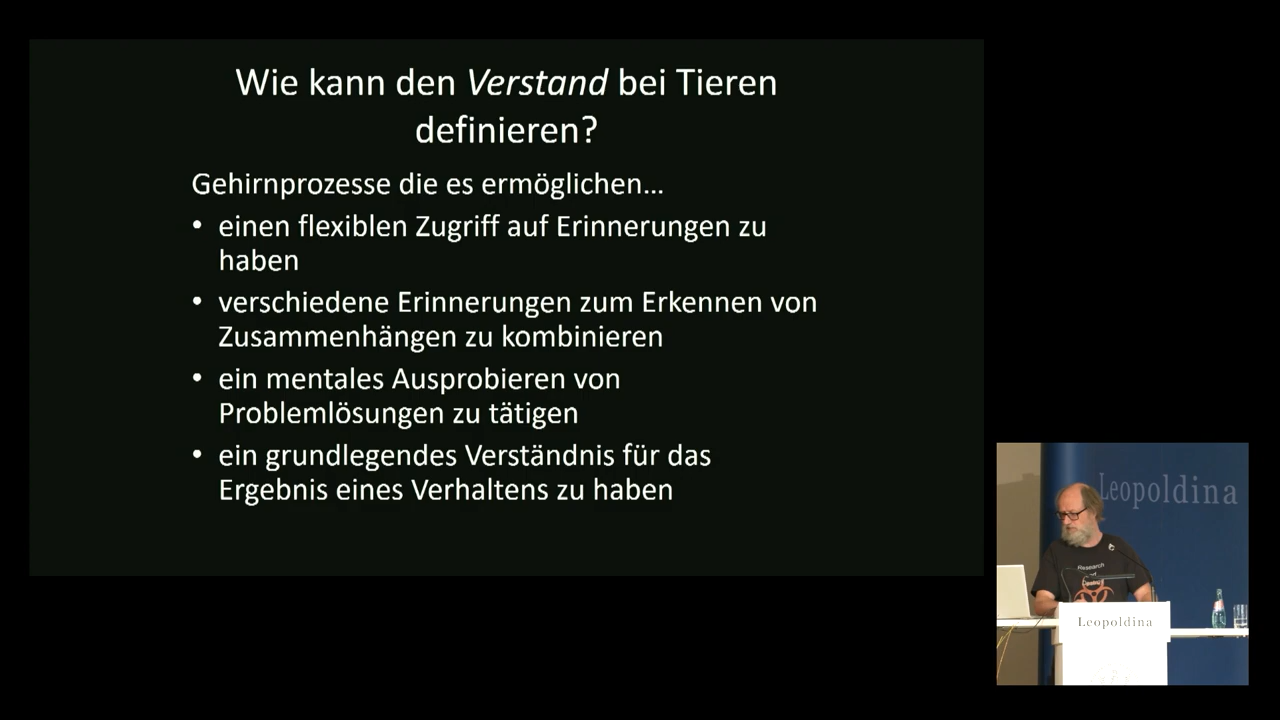 Wie kann den Verstand bei Tieren
definieren?
Gehirnprozesse die es ermöglichen...
• einen flexiblen Zugriff auf Erinnerungen zu
haben
• verschiedene Erinnerungen zum Erkennen von
Zusammenhängen zu kombinieren
• ein mentales Ausprobieren von
Problemlösungen zu tätigen
• ein grundlegendes Verständnis für das
Ergebnis eines Verhaltens zu haben
Leopoldina
Research
Leopoldina